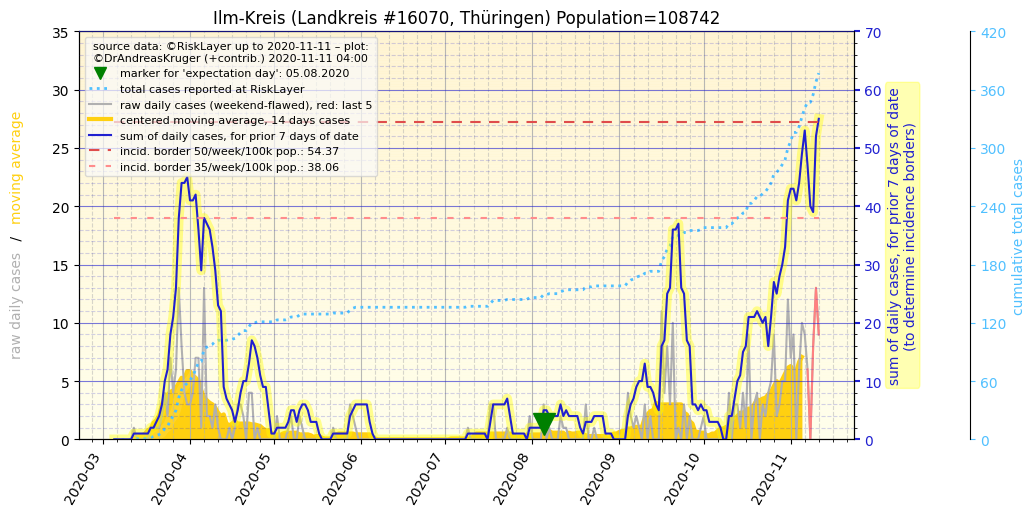 Ilm-Kreis (Landkreis #16070, Thüringen) Population=108742
source data: ©RiskLayer up to 2020-11-11 – plot:
©DrAndreasKruger (+contrib.) 2020-11-11 04:00
marker for 'expectation day': 05.08.2020
total cases reported at RiskLayer
raw daily cases (weekend-flawed), red: last 5
centered moving average, 14 days cases
sum of daily cases, for prior 7 days of date
incid. border 50/week/100k pop.: 54.37
incid. border 35/week/100k pop.: 38.06
raw daily cases / moving average
35
30
25
20
15
10
5
0
2020-03
2020-04
2020-05
2020-06
2020-07
2020-08
2020-09
2020-10
2020-11
70
60
50
40
30
20
10
0
sum of daily cases, for prior 7 days of date
(to determine incidence borders)
420
360
300
240
180
120
60
0
cumulative total cases